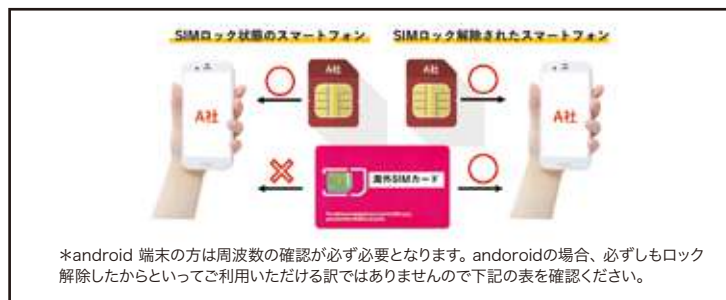 SIMロック状態のスマートフォン
SIMロック解除されたスマートフォン
A社
A社
A社
A社
海外SIMカード
*android 端末の方は周波数の確認が必ず必要となります。andoroidの場合、必ずしもロック
解除したからといってご利用いただける訳ではありませんので下記の表を確認ください。